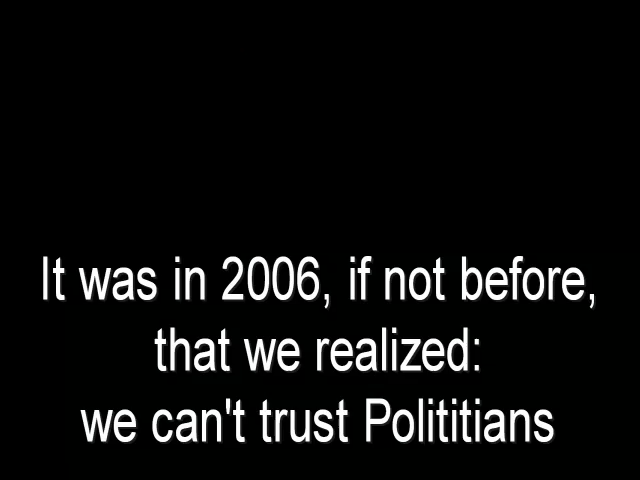 It was in 2006, if not before,
that we realized:
we can't trust Polititians